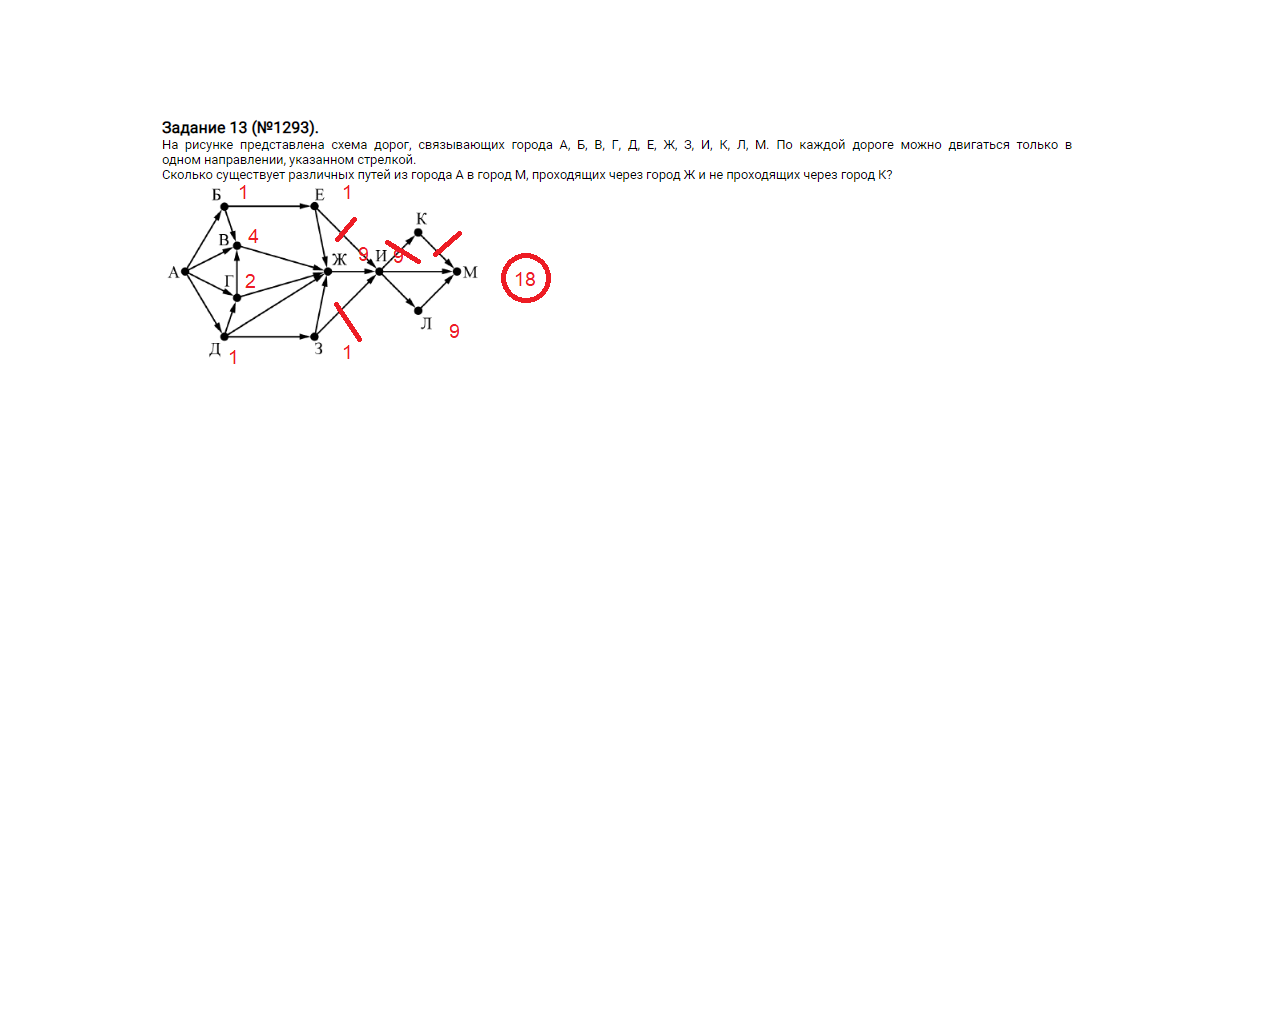 Задание 13 (№1293).
На рисунке представлена схема дорог, связывающих города А, Б, В, Г, Д, Е, Ж, З, И, К, Л, М. По каждой дороге можно двигаться только в
одном направлении, указанном стрелкой.
Сколько существует различных путей из города А в город М, проходящих через город Ж и не проходящих через город К?
Б 1 Е 1
К
В 4
Ж 9 И 9
А М
Г 2 18
Л 9
Д 1 З 1